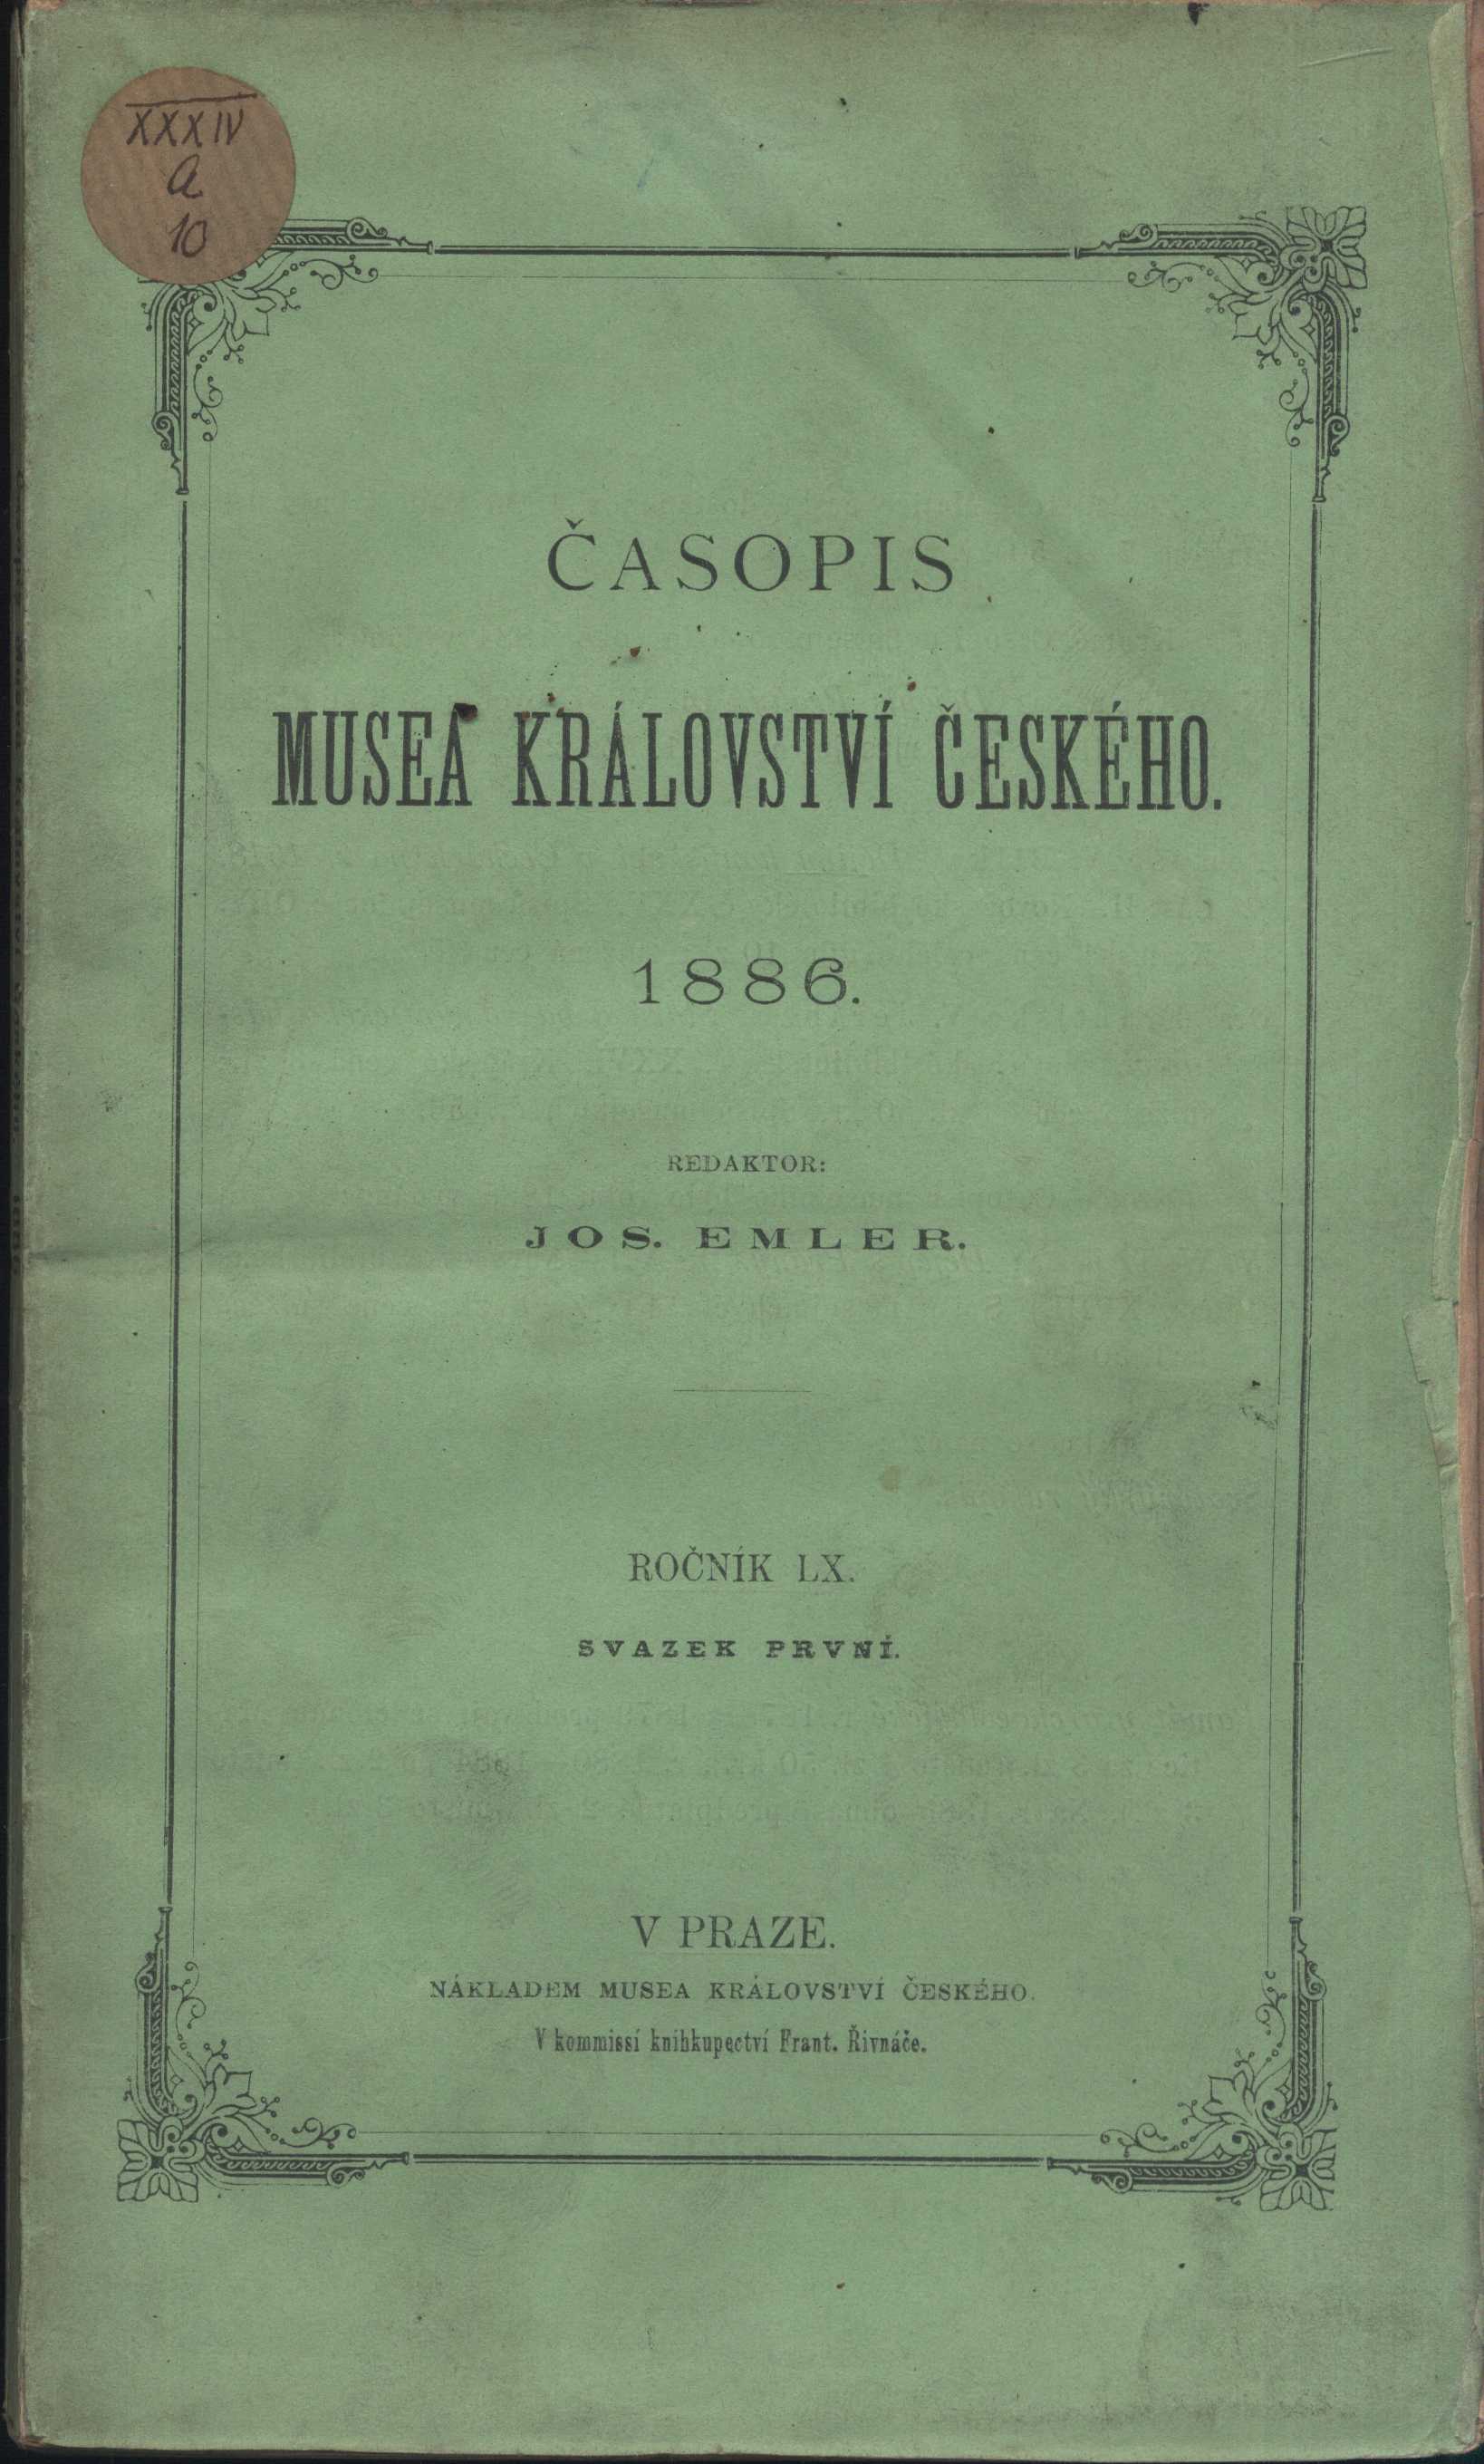 XXXIV
a
10
ČASOPIS
MUSEA KRÁLOVSTVÍ ČESKÉHO.
1886.
REDAKTOR:
JOS. EMLER.
ROČNÍK LX.
SVAZEK PRVNÍ.
V PRAZE.
NÁKLADEM MUSEA KRÁLOVSTVÍ ČESKÉHO.
V kommissí knihkupectví Frant. Řivnáče.